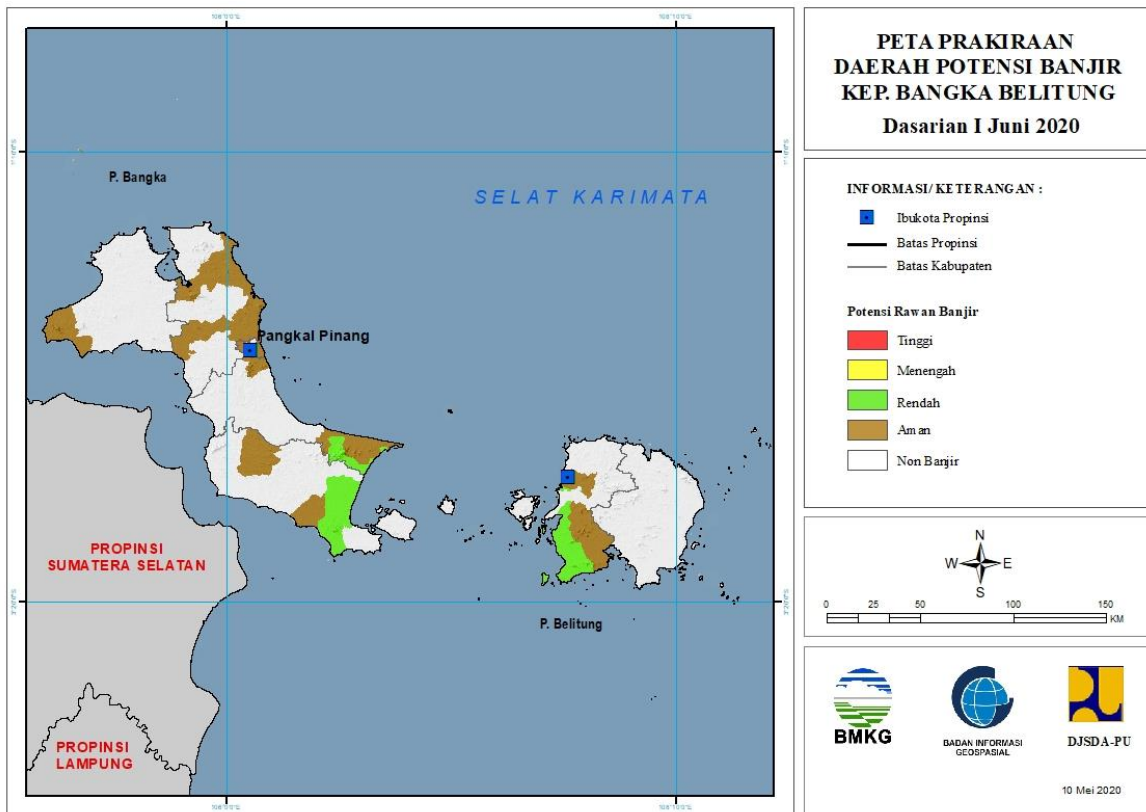 PETA PRAKIRAAN
DAERAH POTENSI BANJIR
KEP. BANGKA BELITUNG
Dasarian I Juni 2020
P. Bangka
SELAT KARIMATA
Pangkal Pinang
P. Belitung
PROPINSI
SUMATERA SELATAN
PROPINSI
LAMPUNG
INFORMASI/ KETERANGAN :
Ibukota Propinsi
Batas Propinsi
Batas Kabupaten
Potensi Rawan Banjir
Tinggi
Menengah
Rendah
Aman
Non Banjir
N
W E
S
0 25 50 100 150
KM
BMKG
BADAN INFORMASI
GEOSPASIAL
DJSDA-PU
10 Mei 2020